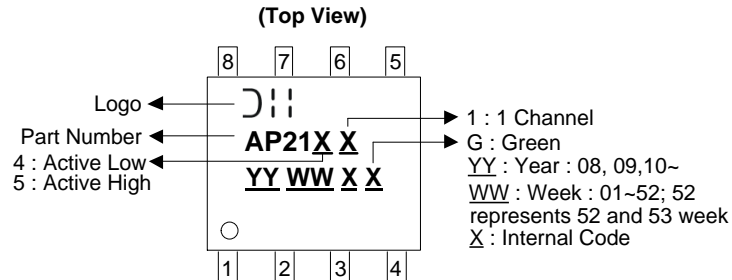 (Top View)
8 7 6 5
Logo
Part Number
4 : Active Low
5 : Active High
AP21X X
YY WW X X
1 : 1 Channel
G : Green
YY : Year : 08, 09,10~
WW : Week : 01~52; 52
represents 52 and 53 week
X : Internal Code
1 2 3 4